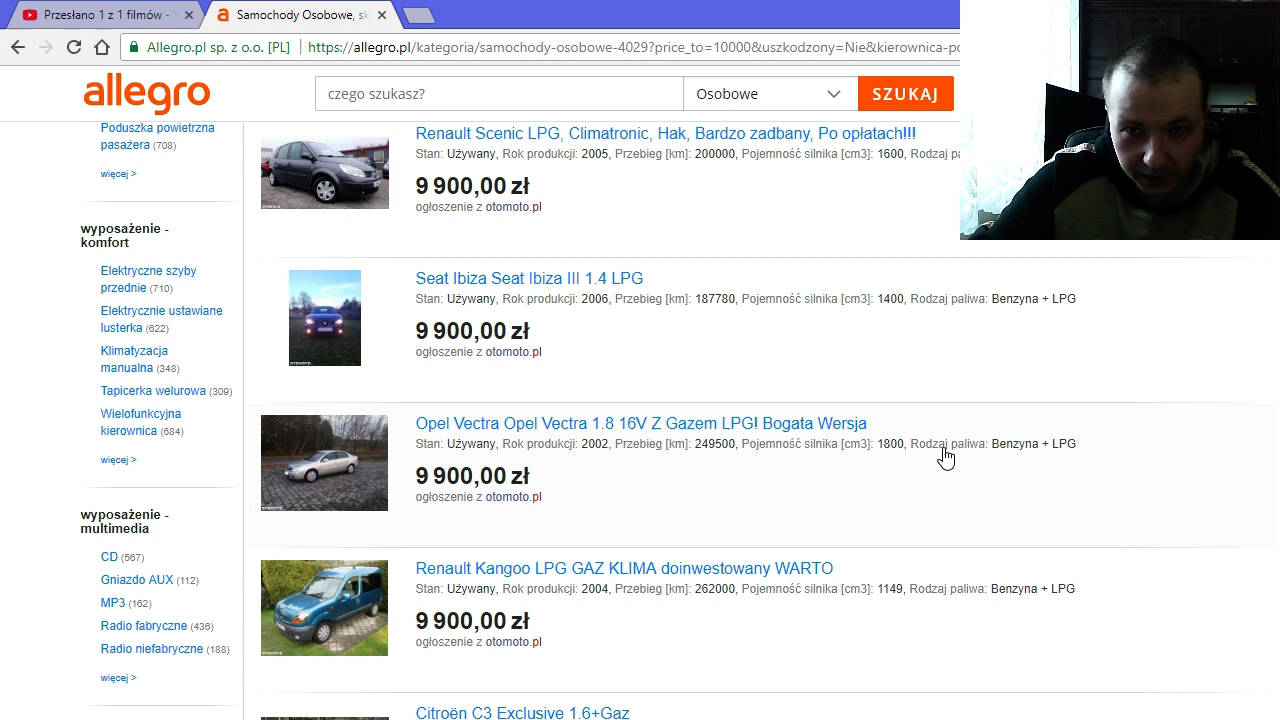 Przesłano 1 z 1 filmów -
Samochody Osobowe, sk
Allegro.pl sp. z o.o. [PL]
https://allegro.pl/kategoria/samochody-osobowe-4029?price_to=10000&uszkodzony=Nie&kierownica-po
allegro
czego szukasz?
Osobowe
SZUKAJ
Poduszka powietrzna
pasażera (708)
więcej >
wyposażenie -
komfort
Elektryczne szyby
przednie (710)
Elektrycznie ustawiane
lusterka (622)
Klimatyzacja
manualna (348)
Tapicerka welurowa (309)
Wielofunkcyjna
kierownica (684)
więcej >
wyposażenie -
multimedia
CD (567)
Gniazdo AUX (112)
MP3 (162)
Radio fabryczne (436)
Radio niefabryczne (188)
więcej >
Renault Scenic LPG, Climatronic, Hak, Bardzo zadbany, Po opłatach!!!
Stan: Używany, Rok produkcji: 2005, Przebieg [km]: 200000, Pojemność silnika [cm3]: 1600, Rodzaj pa
9 900,00 zł
ogłoszenie z otomoto.pl
Seat Ibiza Seat Ibiza III 1.4 LPG
Stan: Używany, Rok produkcji: 2006, Przebieg [km]: 187780, Pojemność silnika [cm3]: 1400, Rodzaj paliwa: Benzyna + LPG
9 900,00 zł
ogłoszenie z otomoto.pl
Opel Vectra Opel Vectra 1.8 16V Z Gazem LPG! Bogata Wersja
Stan: Używany, Rok produkcji: 2002, Przebieg [km]: 249500, Pojemność silnika [cm3]: 1800, Rodzaj paliwa: Benzyna + LPG
9 900,00 zł
ogłoszenie z otomoto.pl
Renault Kangoo LPG GAZ KLIMA doinwestowany WARTO
Stan: Używany, Rok produkcji: 2004, Przebieg [km]: 262000, Pojemność silnika [cm3]: 1149, Rodzaj paliwa: Benzyna + LPG
9 900,00 zł
ogłoszenie z otomoto.pl
Citroën C3 Exclusive 1.6+Gaz